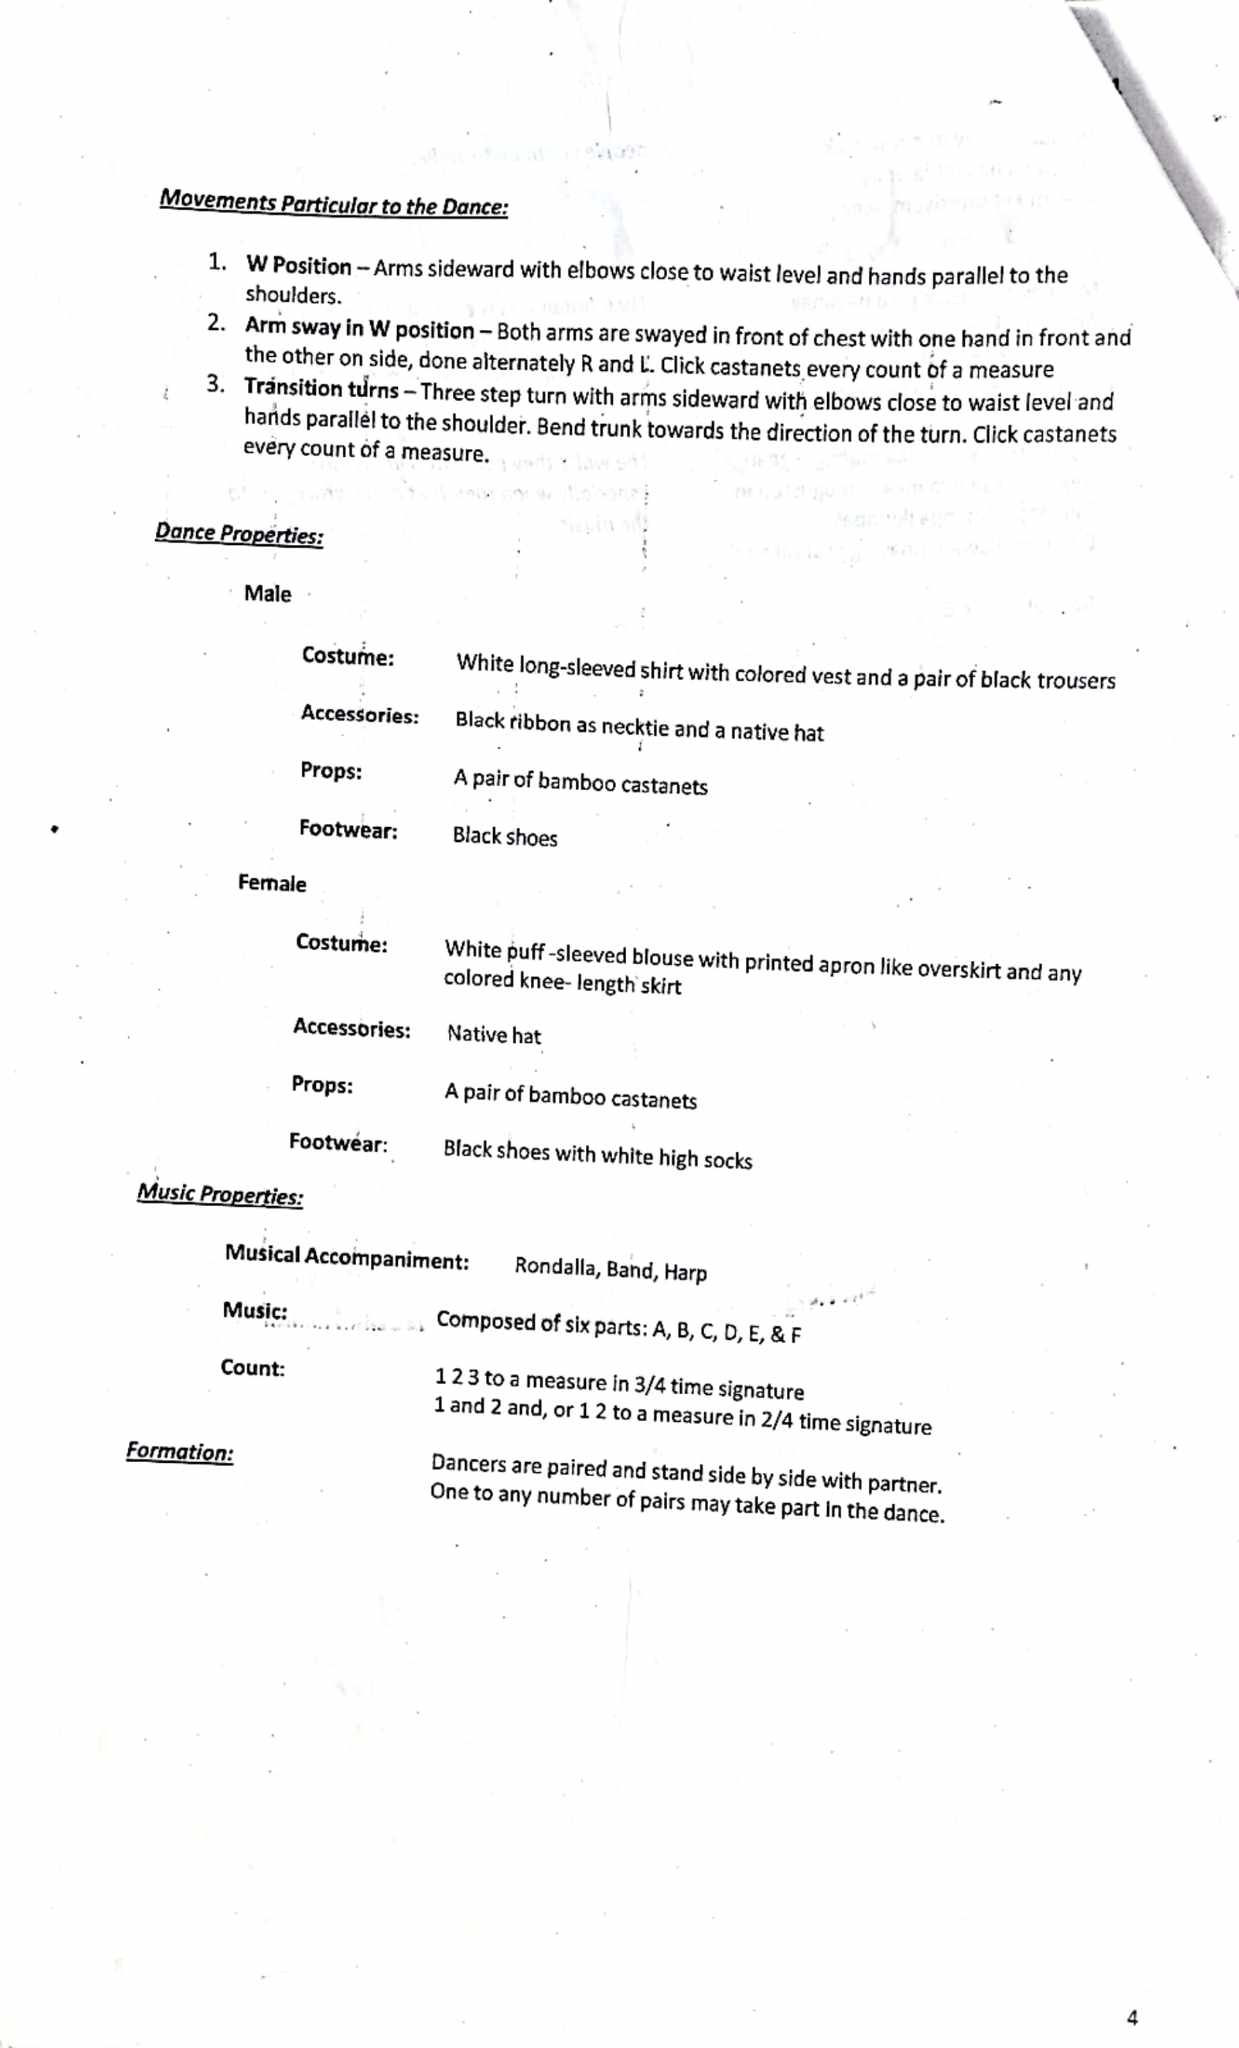 Movements Particular to the Dance:
1. W Position – Arms sideward with elbows close to waist level and hands parallel to the
shoulders.
2. Arm sway in W position – Both arms are swayed in front of chest with one hand in front and
the other on side, done alternately R and L. Click castanets every count of a measure
3. Transition turns – Three step turn with arms sideward with elbows close to waist level and
hands parallel to the shoulder. Bend trunk towards the direction of the turn. Click castanets
every count of a measure.
Dance Properties:
Male
Costume: White long-sleeved shirt with colored vest and a pair of black trousers
Accessories: Black ribbon as necktie and a native hat
Props: A pair of bamboo castanets
Footwear: Black shoes
Female
Costume: White puff -sleeved blouse with printed apron like overskirt and any
colored knee- length skirt
Accessories: Native hat
Props: A pair of bamboo castanets
Footwear: Black shoes with white high socks
Music Properties:
Musical Accompaniment: Rondalla, Band, Harp
Music: Composed of six parts: A, B, C, D, E, & F
Count: 1 2 3 to a measure in 3/4 time signature
1 and 2 and, or 1 2 to a measure in 2/4 time signature
Formation: Dancers are paired and stand side by side with partner.
One to any number of pairs may take part in the dance.
4